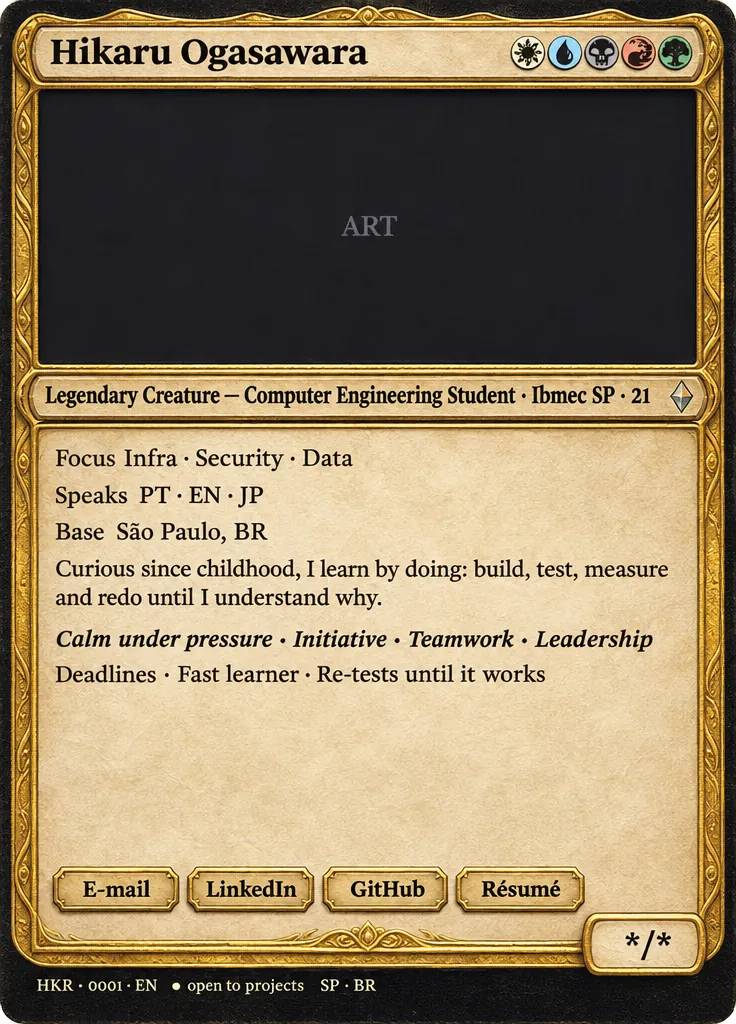 Hikaru Ogasawara
ART
Legendary Creature — Computer Engineering Student · Ibmec SP · 21
Focus Infra · Security · Data
Speaks PT · EN · JP
Base São Paulo, BR
Curious since childhood, I learn by doing: build, test, measure
and redo until I understand why.
Calm under pressure · Initiative · Teamwork · Leadership
Deadlines · Fast learner · Re-tests until it works
E-mail LinkedIn GitHub Résumé
*/*
HKR · 0001 · EN ● open to projects SP · BR